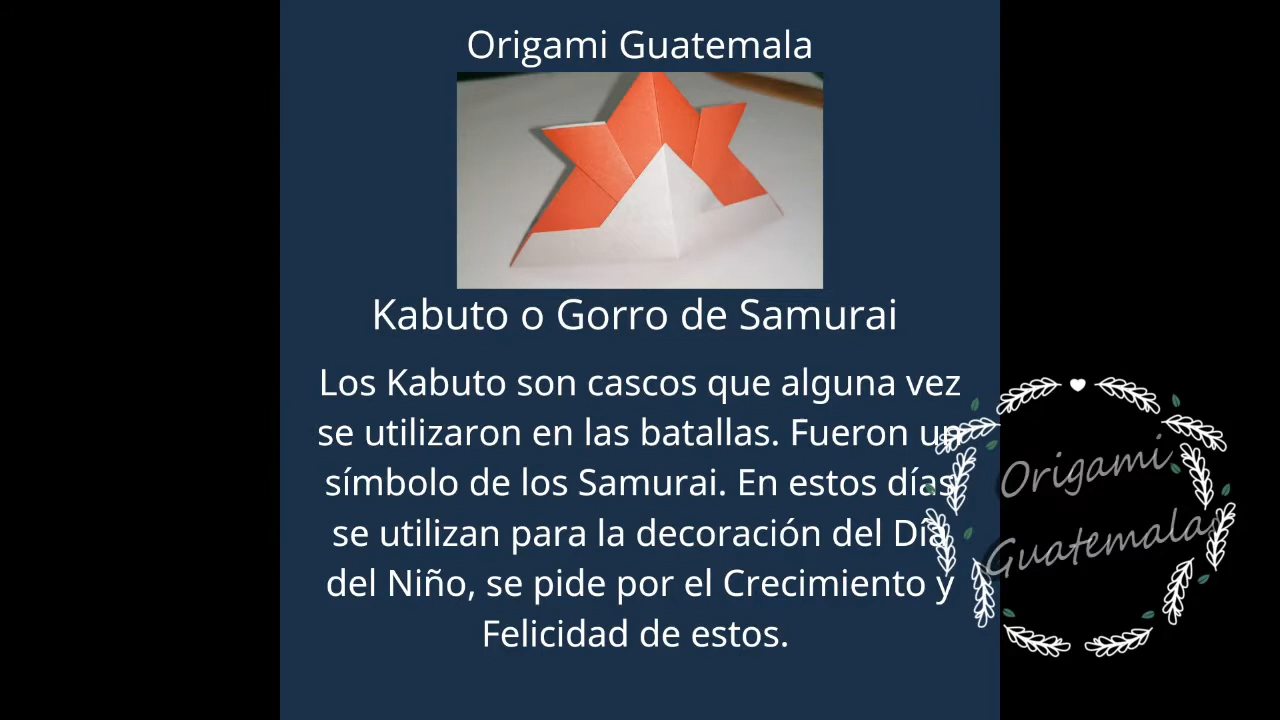 Origami Guatemala
Kabuto o Gorro de Samurai
Los Kabuto son cascos que alguna vez
se utilizaron en las batallas. Fueron un
símbolo de los Samurai. En estos días
se utilizan para la decoración del Día
del Niño, se pide por el Crecimiento y
Felicidad de estos.
Origami
Guatemala